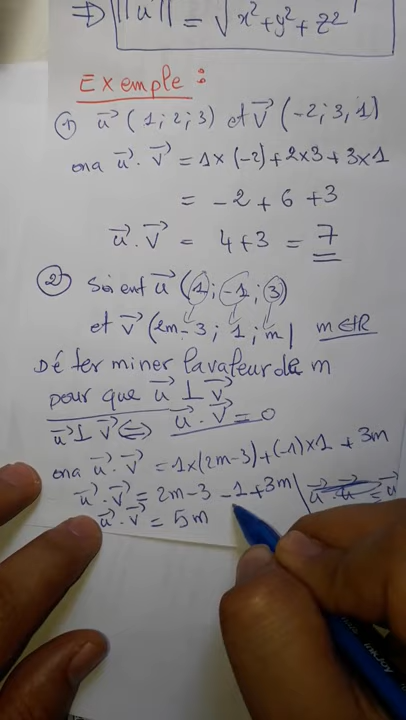 ⇒ ||u⃗|| = √x²+y²+z²
Exemple :
① u⃗ (1;2;3) et v⃗ (-2;3,1)
ona u⃗ . v⃗ = 1×(-2)+2×3+3×1
= -2+6+3
u⃗ . v⃗ = 4+3 = 7
② Soient u⃗ (1;-1;3)
et v⃗ (2m-3;1;m) m∈ℝ
Déterminer la valeur de m
pour que u⃗ ⊥ v⃗
u⃗ ⊥ v⃗ ⇔ u⃗ . v⃗ = 0
ona u⃗ . v⃗ = 1×(2m-3)+(-1)×1 + 3m
u⃗ . v⃗ = 2m-3 -1+3m
u⃗ . v⃗ = 5m